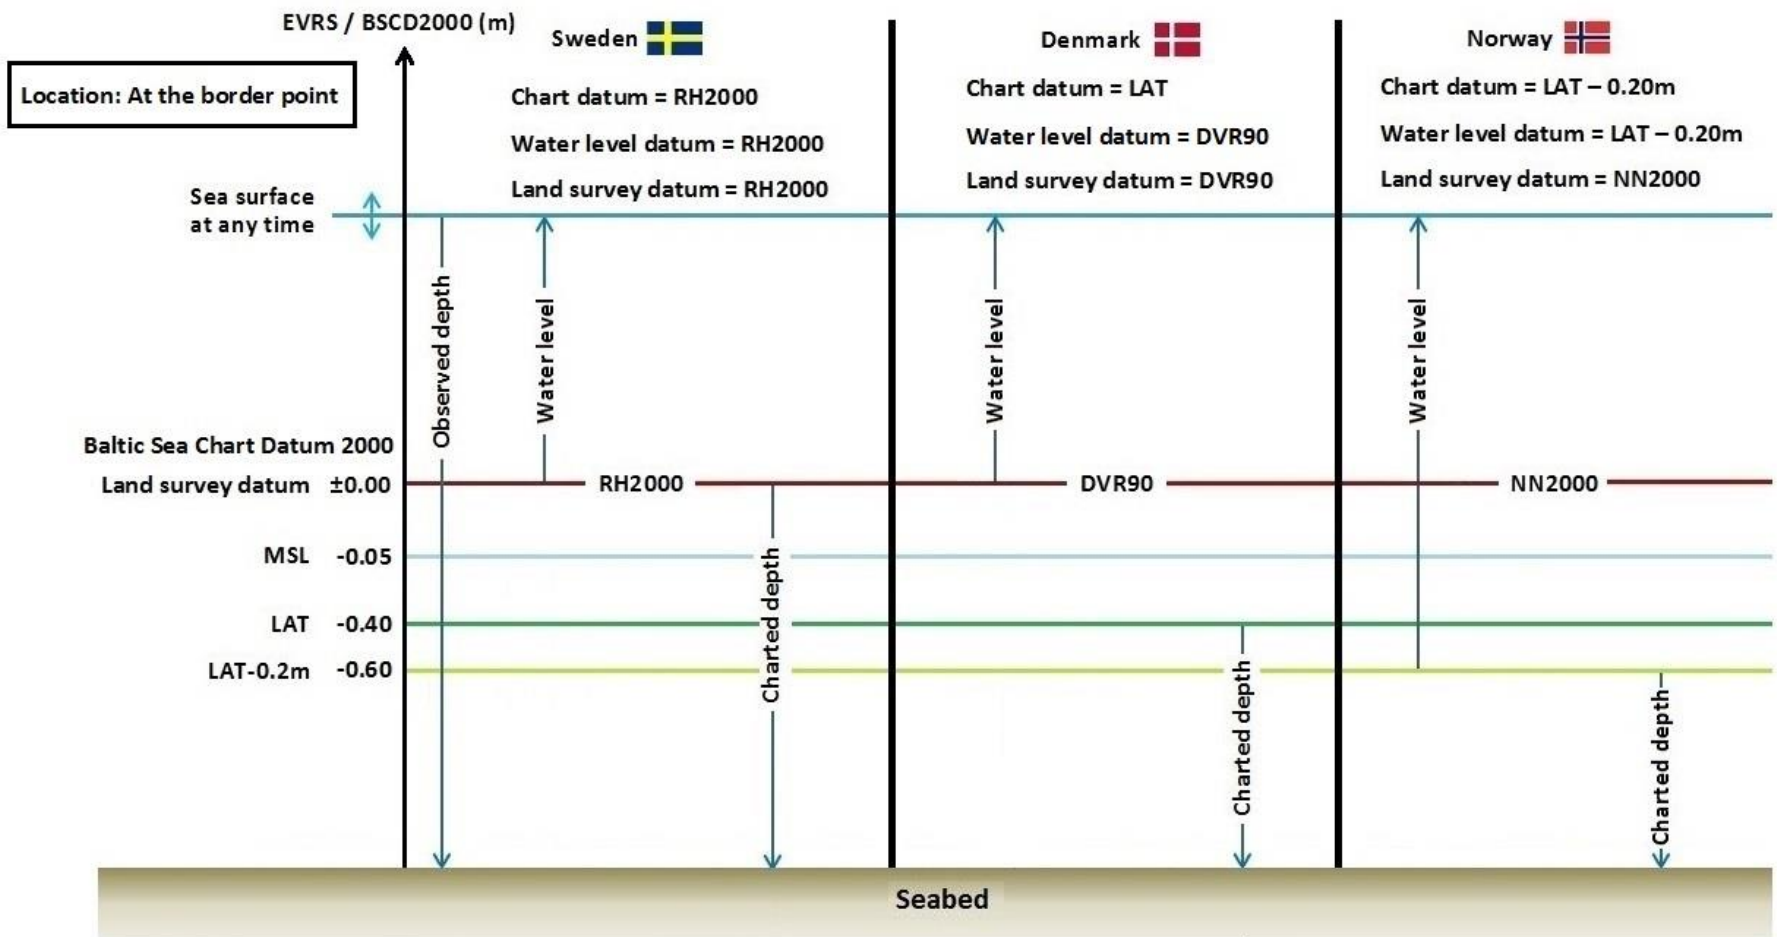 EVRS / BSCD2000 (m)
Location: At the border point
Sweden
Chart datum = RH2000
Water level datum = RH2000
Land survey datum = RH2000
Denmark
Chart datum = LAT
Water level datum = DVR90
Land survey datum = DVR90
Norway
Chart datum = LAT – 0.20m
Water level datum = LAT – 0.20m
Land survey datum = NN2000
Sea surface
at any time
Observed depth
Water level
Water level
Water level
Baltic Sea Chart Datum 2000
Land survey datum ±0.00
RH2000
DVR90
NN2000
MSL -0.05
LAT -0.40
LAT-0.2m -0.60
Charted depth
Charted depth
Charted depth
Seabed